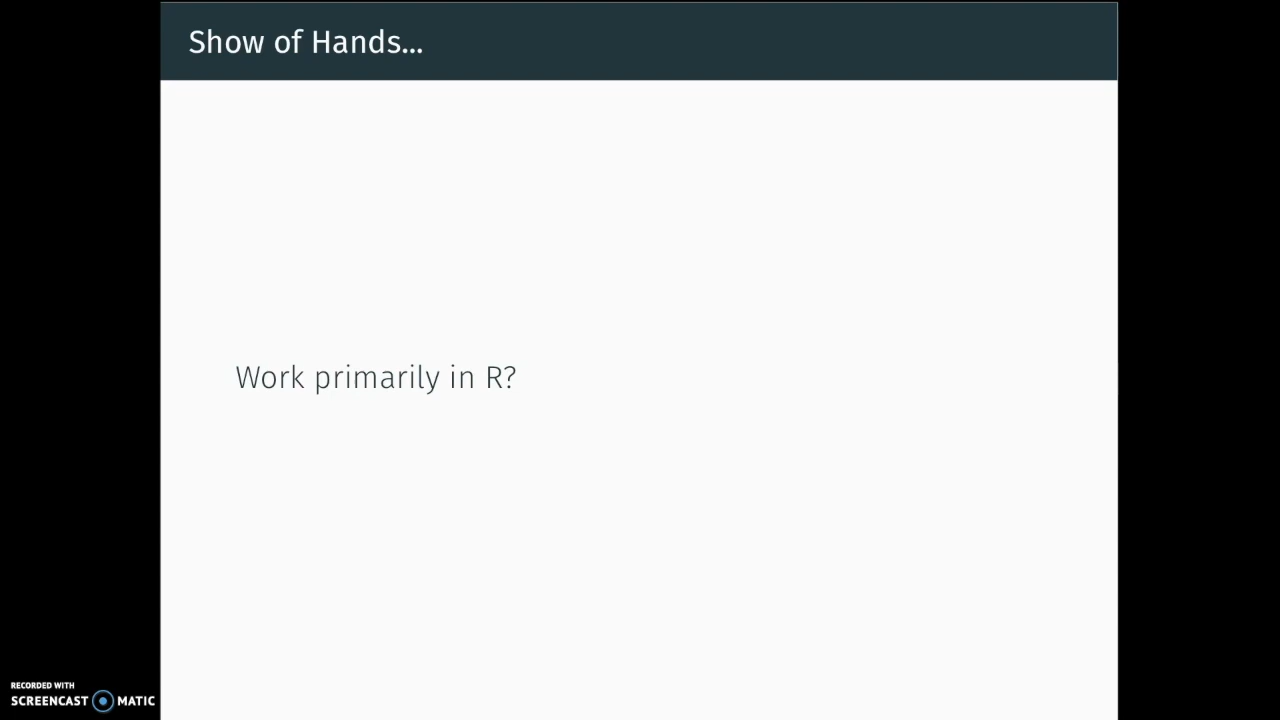 Show of Hands...
Work primarily in R?
RECORDED WITH
SCREENCAST MATIC